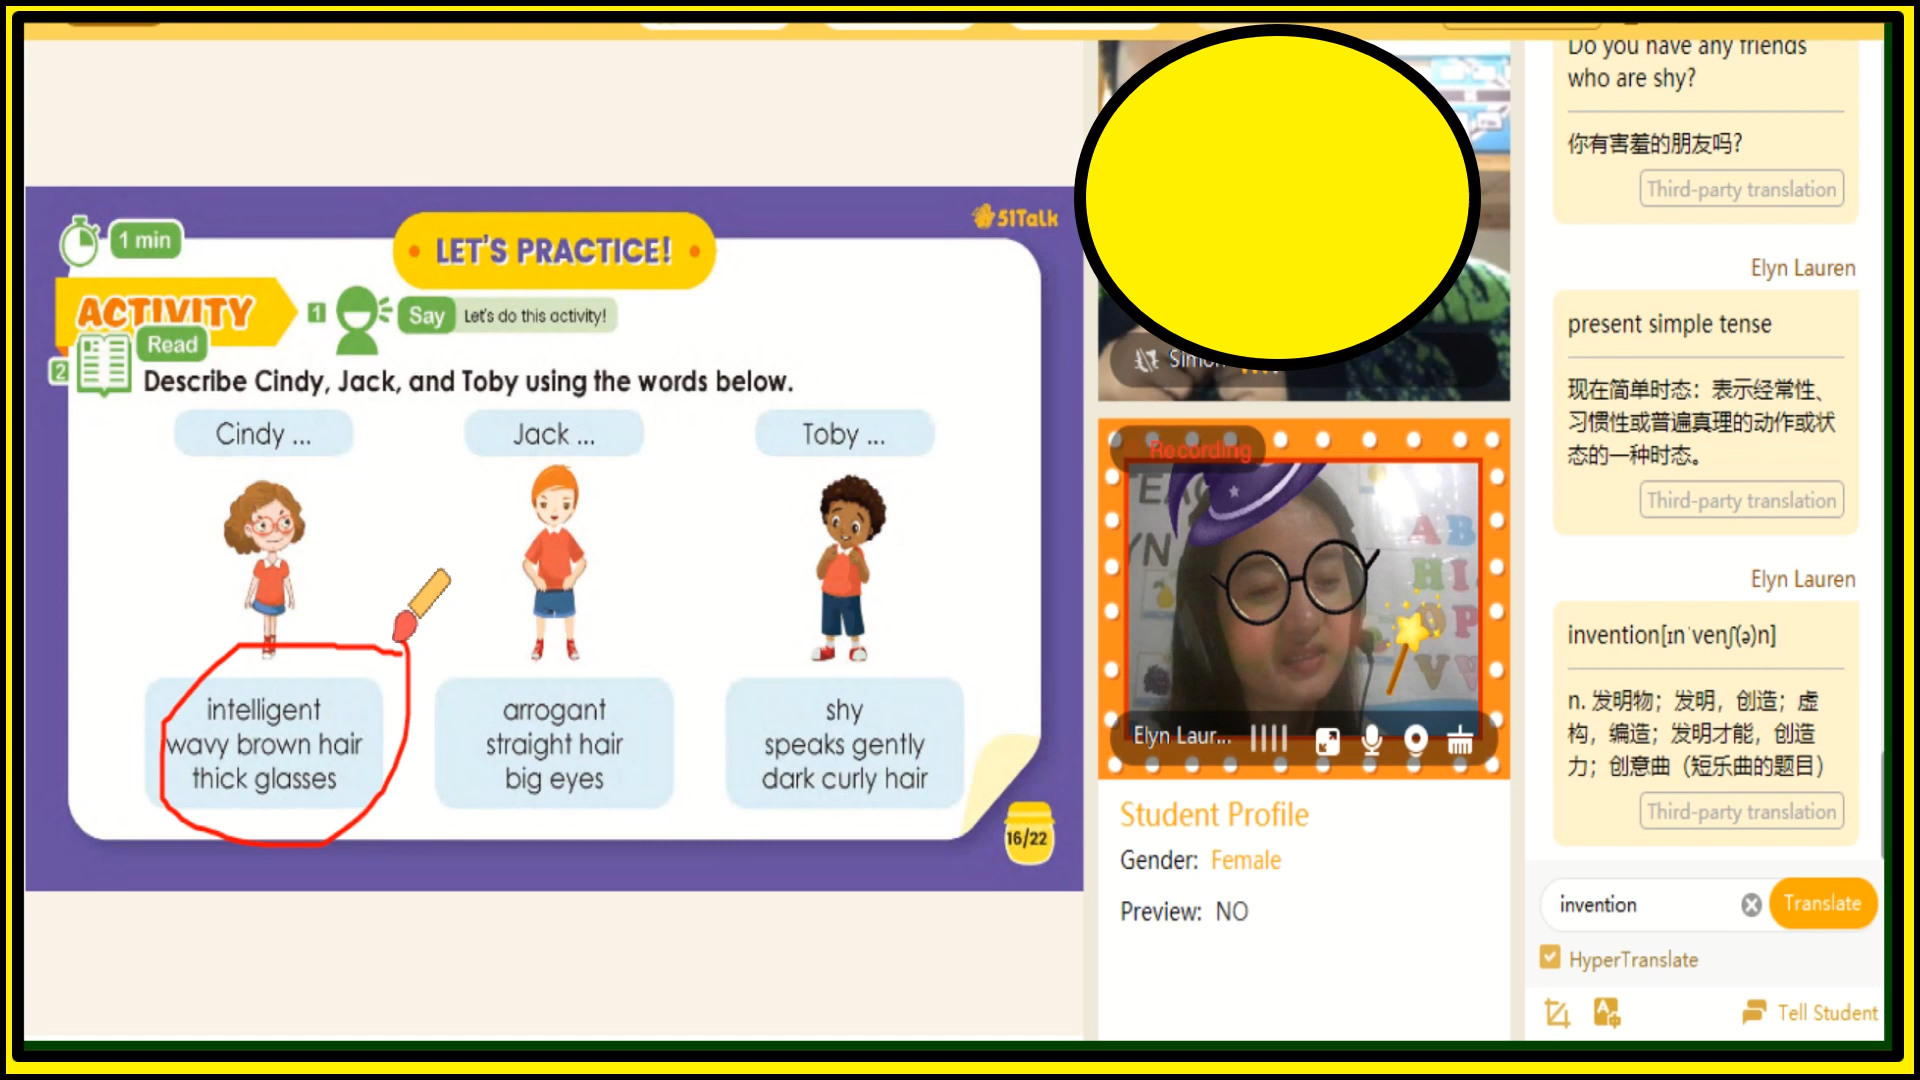 51Talk
1 min
LET'S PRACTICE!
ACTIVITY
1
Say
Let's do this activity!
Read
2
Describe Cindy, Jack, and Toby using the words below.
Cindy ...
Jack ...
Toby ...
intelligent
wavy brown hair
thick glasses
arrogant
straight hair
big eyes
shy
speaks gently
dark curly hair
16/22
Recording
A B
H I
O P
V W
Elyn Laur...
Student Profile
Gender: Female
Preview: NO
Do you have any friends
who are shy?
你有害羞的朋友吗?
Third-party translation
Elyn Lauren
present simple tense
现在简单时态：表示经常性、
习惯性或普遍真理的动作或状
态的一种时态。
Third-party translation
Elyn Lauren
invention[ɪnˈvenʃ(ə)n]
n. 发明物；发明，创造；虚
构，编造；发明才能，创造
力；创意曲（短乐曲的题目）
Third-party translation
invention
Translate
HyperTranslate
Tell Student